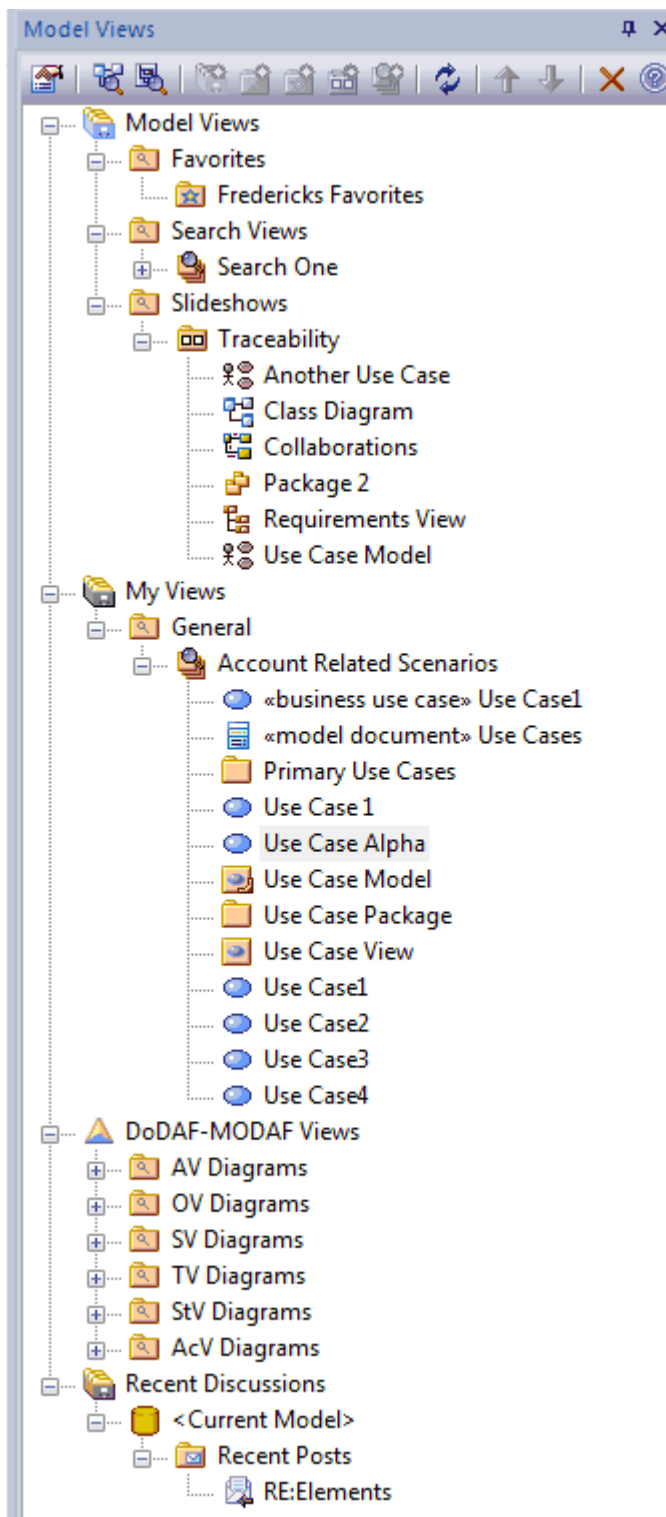 Model Views
Model Views
Favorites
Fredericks Favorites
Search Views
Search One
Slideshows
Traceability
Another Use Case
Class Diagram
Collaborations
Package 2
Requirements View
Use Case Model
My Views
General
Account Related Scenarios
«business use case» Use Case1
«model document» Use Cases
Primary Use Cases
Use Case 1
Use Case Alpha
Use Case Model
Use Case Package
Use Case View
Use Case1
Use Case2
Use Case3
Use Case4
DoDAF-MODAF Views
AV Diagrams
OV Diagrams
SV Diagrams
TV Diagrams
StV Diagrams
AcV Diagrams
Recent Discussions
<Current Model>
Recent Posts
RE:Elements